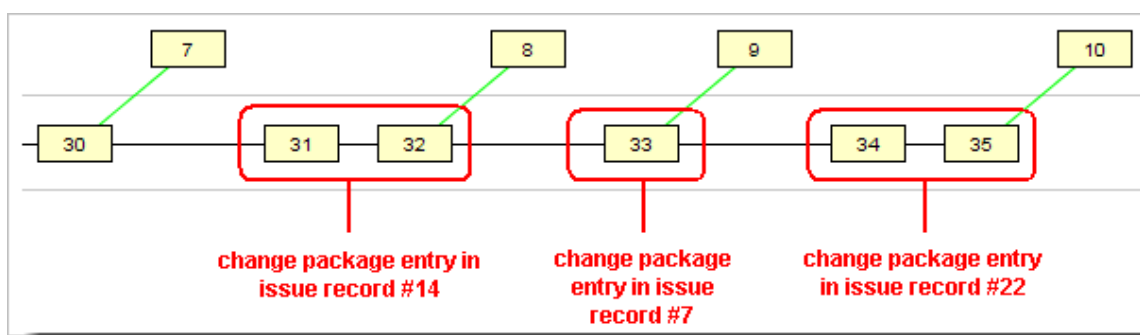 7 8 9 10
30 31 32 33 34 35
change package entry in
issue record #14
change package
entry in issue
record #7
change package entry
in issue record #22